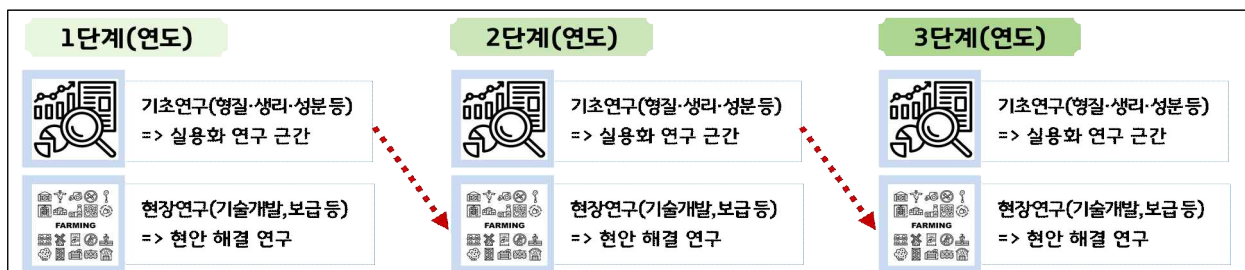 1단계(연도)
기초연구(형질·생리·성분 등)
=> 실용화 연구 근간
FARMING
현장연구(기술개발,보급 등)
=> 현안 해결 연구
2단계(연도)
기초연구(형질·생리·성분 등)
=> 실용화 연구 근간
FARMING
현장연구(기술개발,보급 등)
=> 현안 해결 연구
3단계(연도)
기초연구(형질·생리·성분 등)
=> 실용화 연구 근간
FARMING
현장연구(기술개발,보급 등)
=> 현안 해결 연구